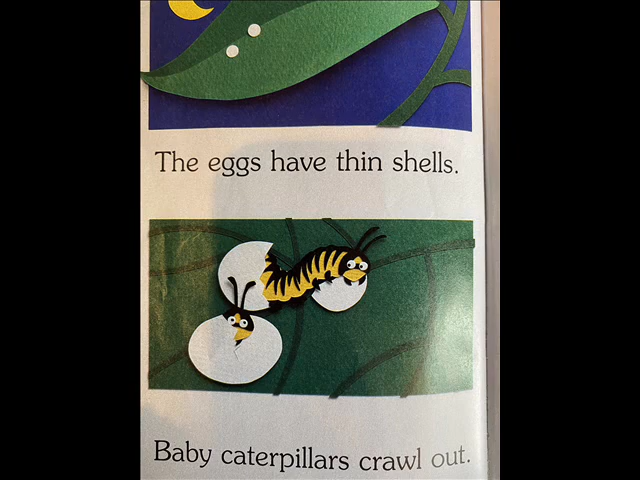 The eggs have thin shells.
Baby caterpillars crawl out.